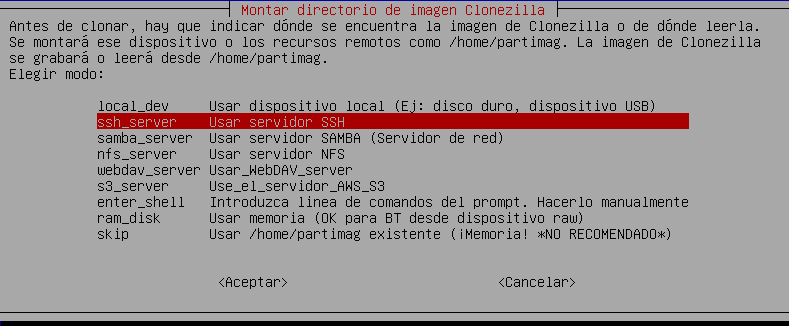 Montar directorio de imagen Clonezilla
Antes de clonar, hay que indicar dónde se encuentra la imagen de Clonezilla o de dónde leerla.
Se montará ese dispositivo o los recursos remotos como /home/partimag. La imagen de Clonezilla
se grabará o leerá desde /home/partimag.
Elegir modo:
local_dev Usar dispositivo local (Ej: disco duro, dispositivo USB)
ssh_server Usar servidor SSH
samba_server Usar servidor SAMBA (Servidor de red)
nfs_server Usar servidor NFS
webdav_server Usar_WebDAV_server
s3_server Use_el_servidor_AWS_S3
enter_shell Introduzca linea de comandos del prompt. Hacerlo manualmente
ram_disk Usar memoria (OK para BT desde dispositivo raw)
skip Usar /home/partimag existente (¡Memoria! *NO RECOMENDADO*)
<Aceptar> <Cancelar>